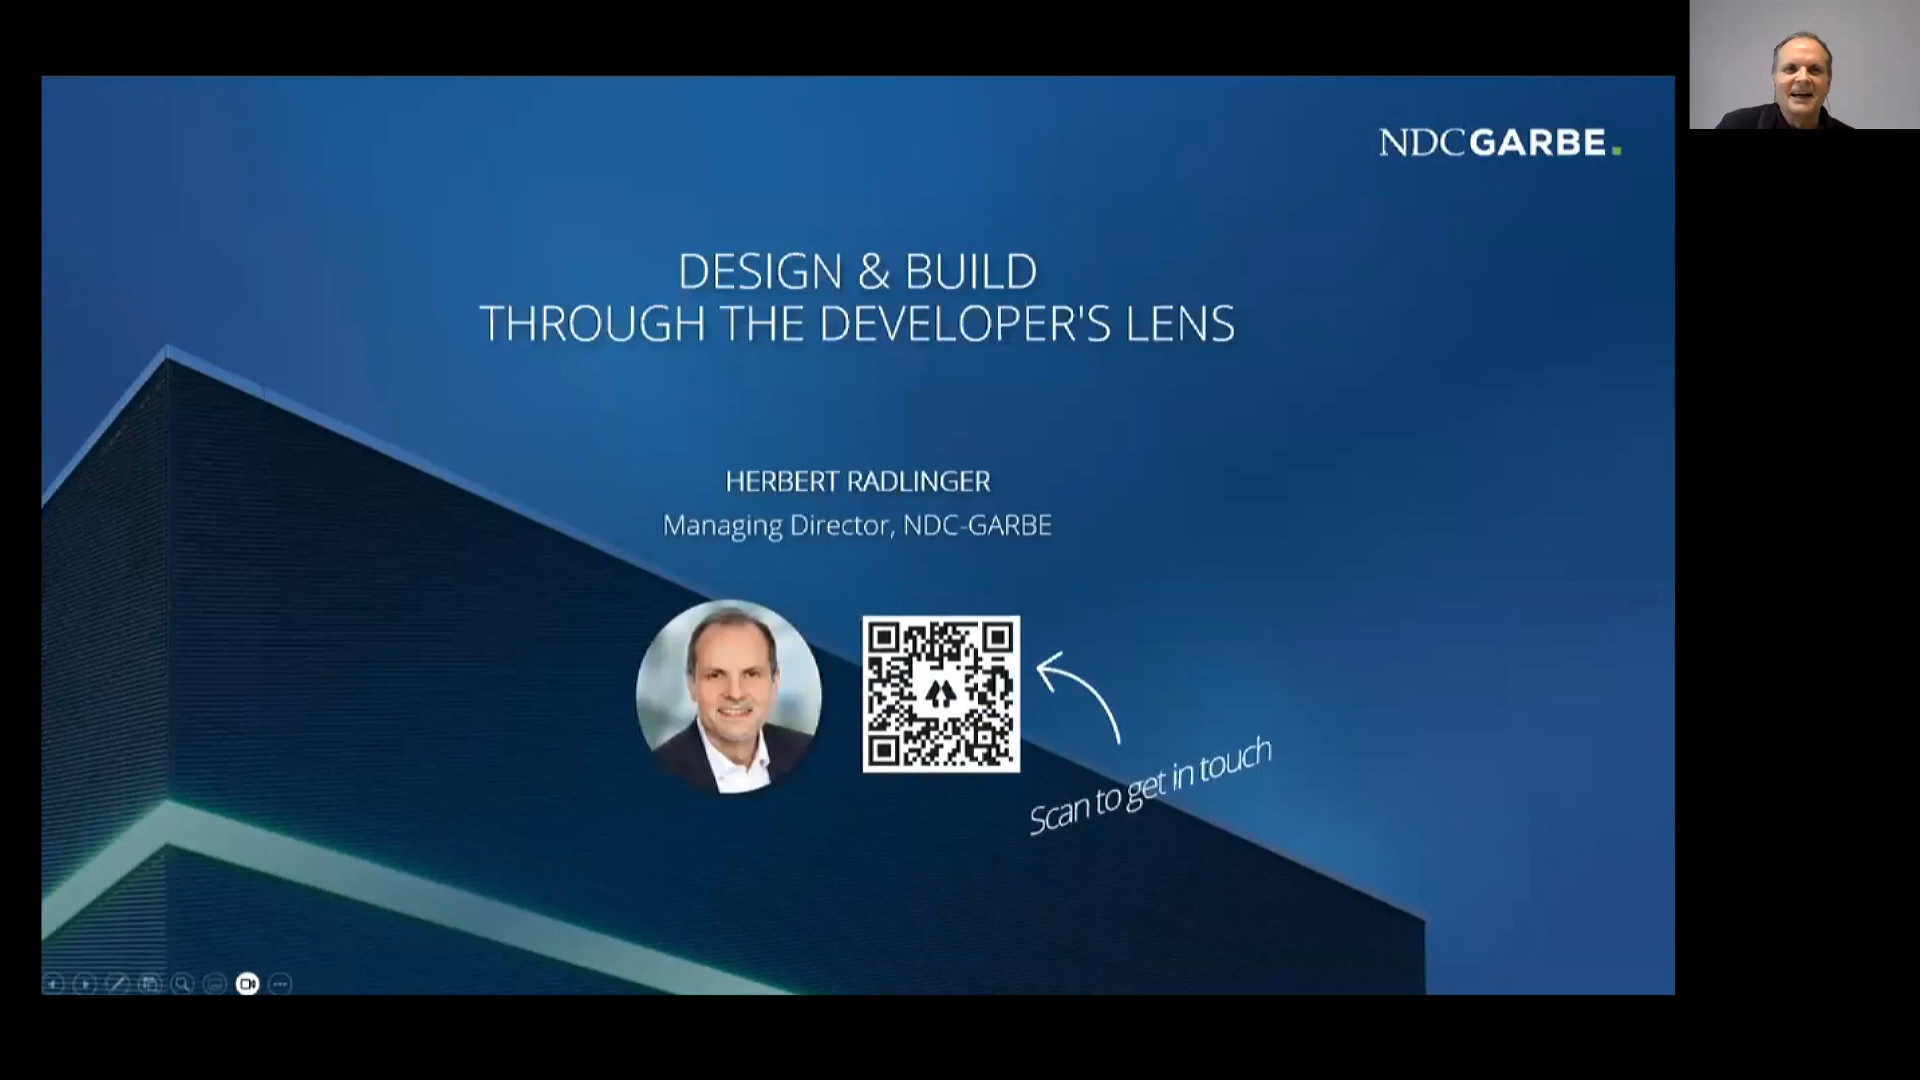 NDCGARBE.
DESIGN & BUILD
THROUGH THE DEVELOPER'S LENS
HERBERT RADLINGER
Managing Director, NDC-GARBE
Scan to get in touch